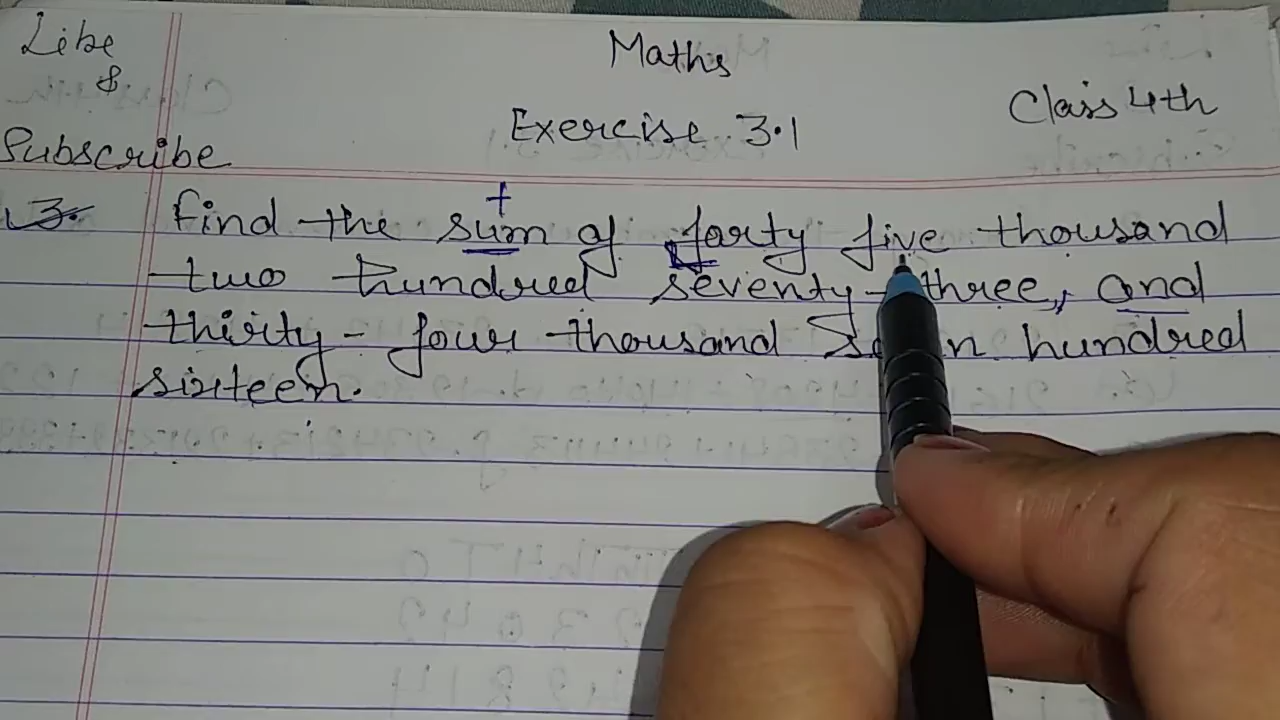 Like
&
Subscribe
Maths
Exercise 3.1
Class 4th
+
3. Find the sum of forty five thousand
two hundred seventy-three, and
thirty-four thousand hundred
sixteen.